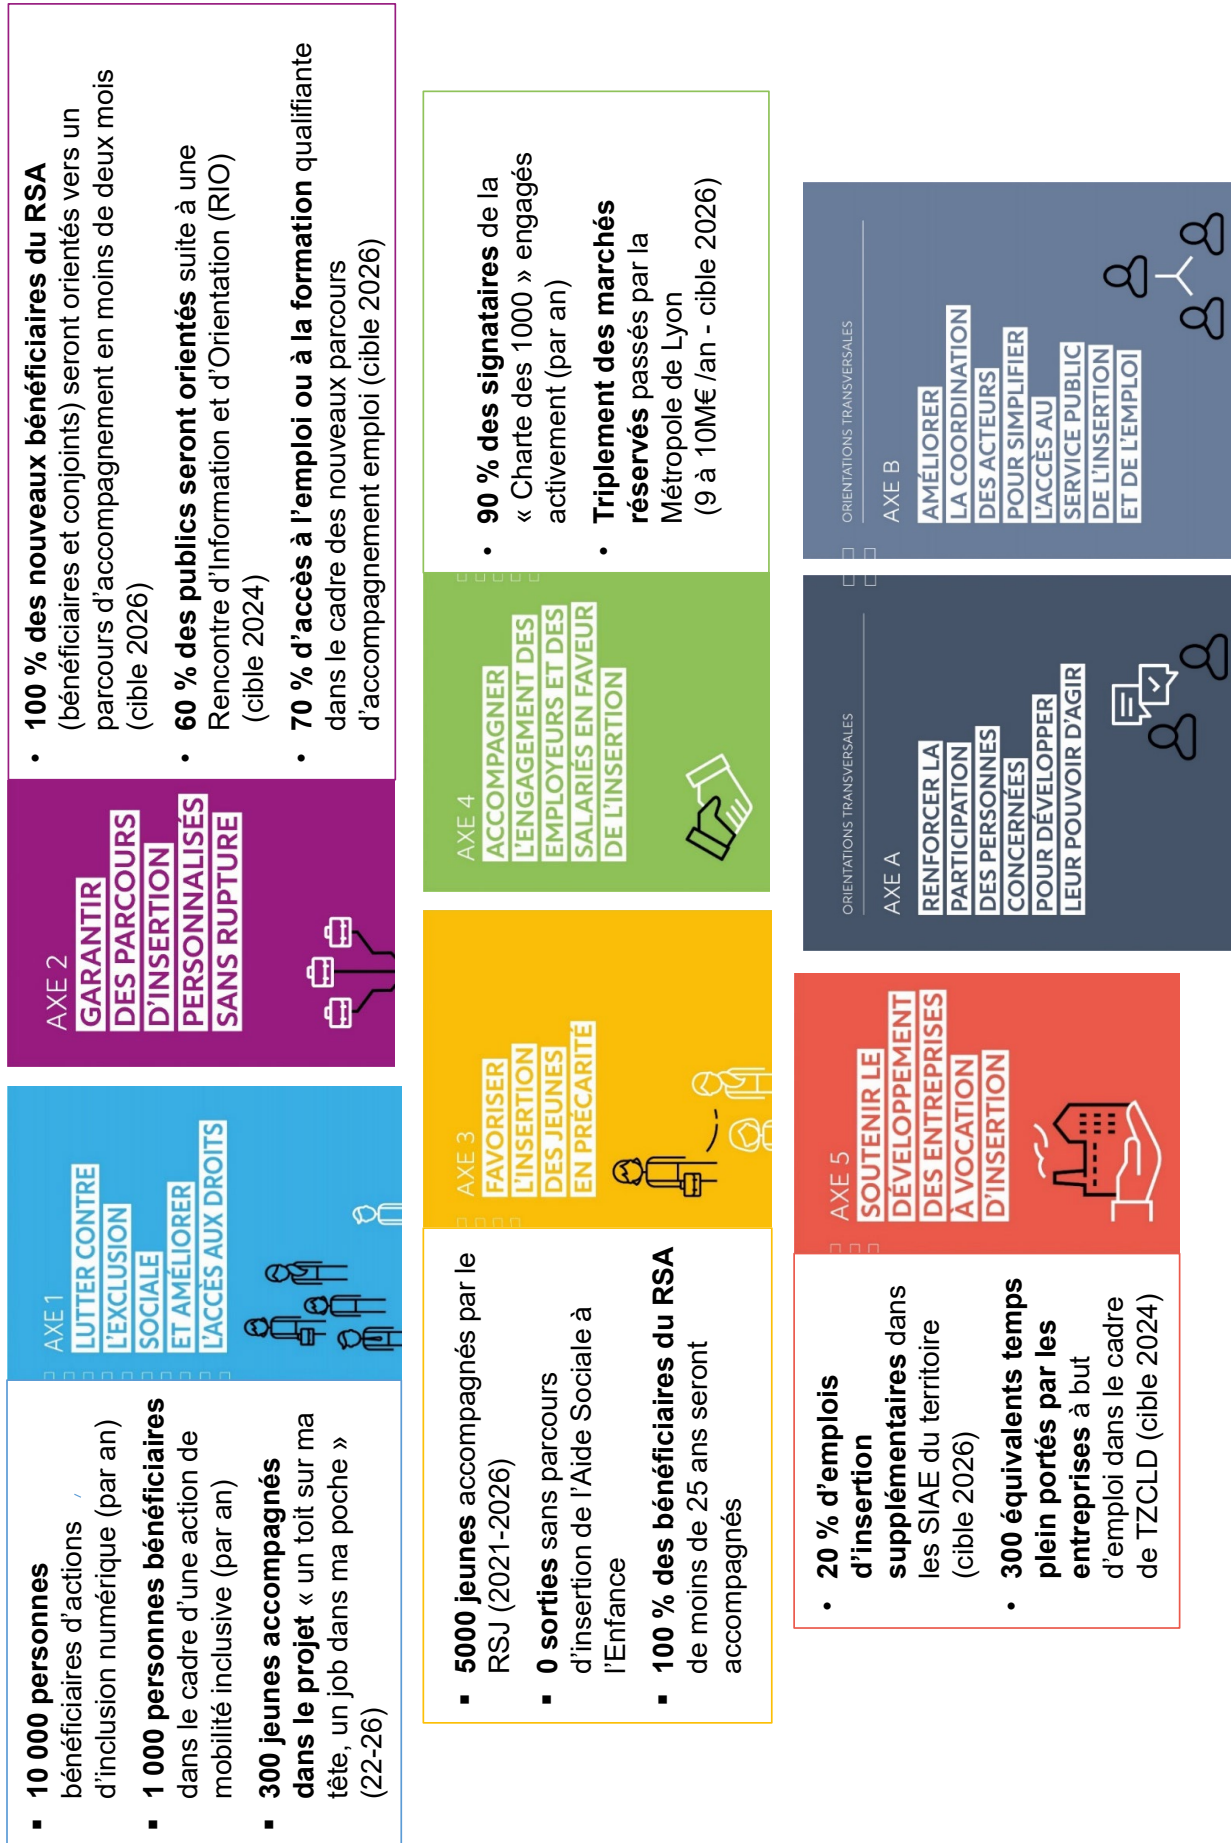 10 000 personnes
bénéficiaires d'actions
d'inclusion numérique (par an)
1 000 personnes bénéficiaires
dans le cadre d'une action de
mobilité inclusive (par an)
300 jeunes accompagnés
dans le projet « un toit sur ma
tête, un job dans ma poche »
(22-26)
AXE 1
LUTTER CONTRE
L'EXCLUSION
SOCIALE
ET AMÉLIORER
L'ACCÈS AUX DROITS
AXE 2
GARANTIR
DES PARCOURS
D'INSERTION
PERSONNALISÉS
SANS RUPTURE
• 100 % des nouveaux bénéficiaires du RSA
(bénéficiaires et conjoints) seront orientés vers un
parcours d'accompagnement en moins de deux mois
(cible 2026)
• 60 % des publics seront orientés suite à une
Rencontre d'Information et d'Orientation (RIO)
(cible 2024)
• 70 % d'accès à l'emploi ou à la formation qualifiante
dans le cadre des nouveaux parcours
d'accompagnement emploi (cible 2026)
5000 jeunes accompagnés par le
RSJ (2021-2026)
0 sorties sans parcours
d'insertion de l'Aide Sociale à
l'Enfance
100 % des bénéficiaires du RSA
de moins de 25 ans seront
accompagnés
AXE 3
FAVORISER
L'INSERTION
DES JEUNES
EN PRÉCARITÉ
AXE 4
ACCOMPAGNER
L'ENGAGEMENT DES
EMPLOYEURS ET DES
SALARIÉS EN FAVEUR
DE L'INSERTION
• 90 % des signataires de la
« Charte des 1000 » engagés
activement (par an)
• Triplement des marchés
réservés passés par la
Métropole de Lyon
(9 à 10M€ /an - cible 2026)
• 20 % d'emplois
d'insertion
supplémentaires dans
les SIAE du territoire
(cible 2026)
• 300 équivalents temps
plein portés par les
entreprises à but
d'emploi dans le cadre
de TZCLD (cible 2024)
AXE 5
SOUTENIR LE
DÉVELOPPEMENT
DES ENTREPRISES
À VOCATION
D'INSERTION
ORIENTATIONS TRANSVERSALES
AXE A
RENFORCER LA
PARTICIPATION
DES PERSONNES
CONCERNÉES
POUR DÉVELOPPER
LEUR POUVOIR D'AGIR
ORIENTATIONS TRANSVERSALES
AXE B
AMÉLIORER
LA COORDINATION
DES ACTEURS
POUR SIMPLIFIER
L'ACCÈS AU
SERVICE PUBLIC
DE L'INSERTION
ET DE L'EMPLOI